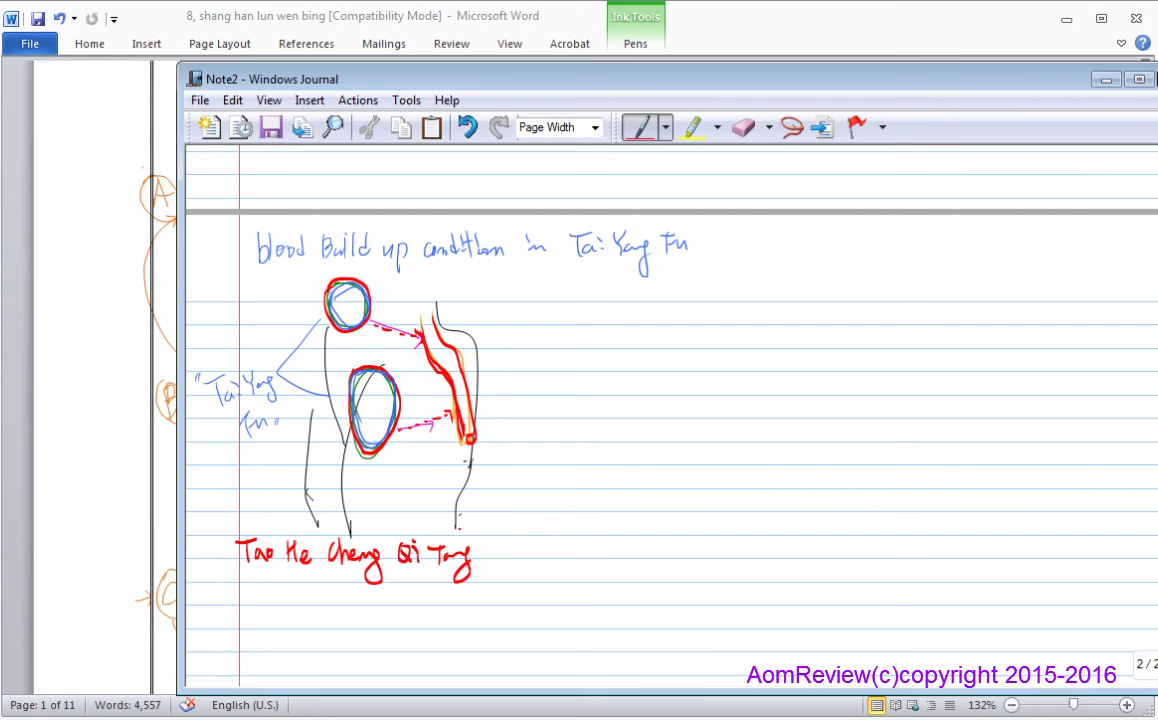 8, shang han lun wen bing [Compatibility Mode] - Microsoft Word
Ink Tools
File Home Insert Page Layout References Mailings Review View Acrobat Pens
Note2 - Windows Journal
File Edit View Insert Actions Tools Help
Page Width
A
blood Build up condition in Tai Yang Fu
"Tai Yang
Fu"
B
Tao He Cheng Qi Tang
C
AomReview(c)copyright 2015-2016
2/2
Page: 1 of 11 Words: 4,557 English (U.S.) 132%